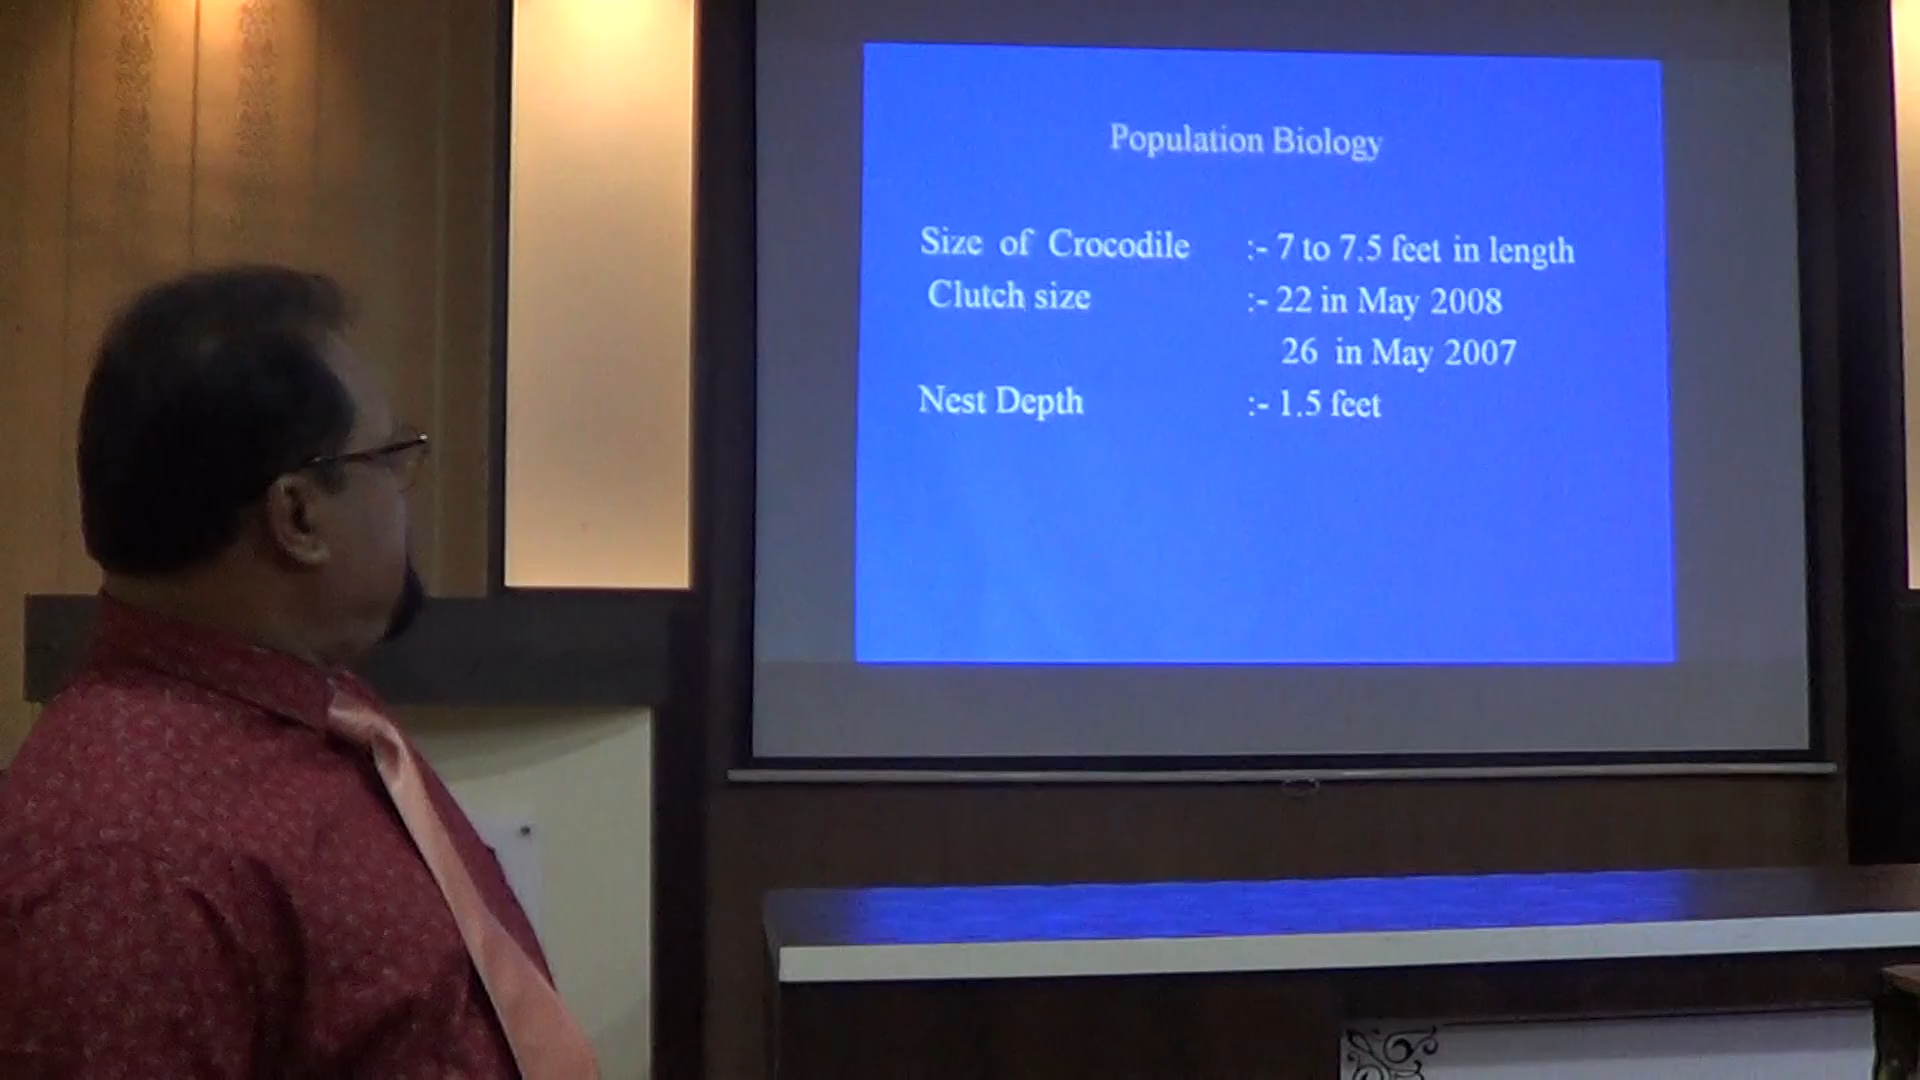 Population Biology
Size of Crocodile :- 7 to 7.5 feet in length
Clutch size :- 22 in May 2008
26 in May 2007
Nest Depth :- 1.5 feet